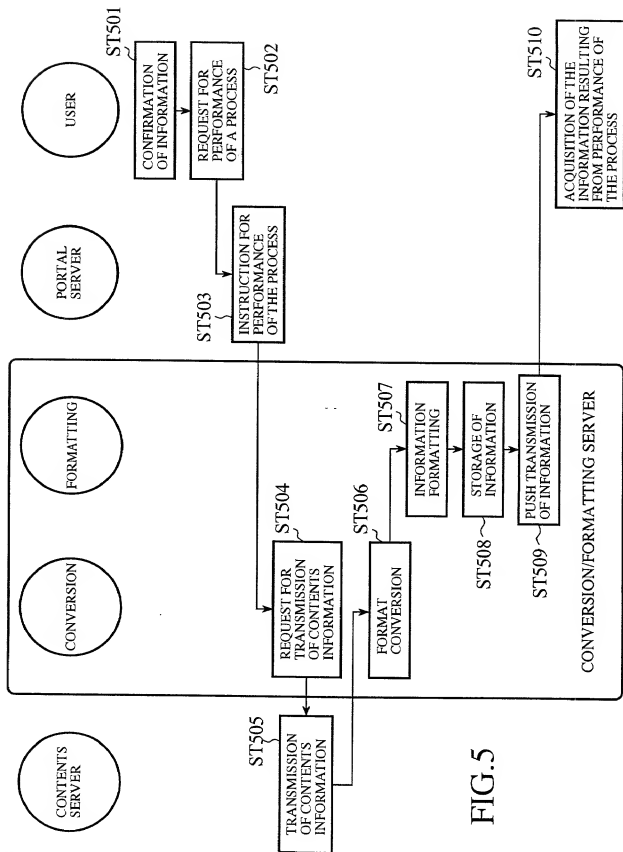 CONTENTS
SERVER
CONVERSION
FORMATTING
PORTAL
SERVER
USER
ST501
CONFIRMATION
OF INFORMATION
REQUEST FOR
PERFORMANCE
OF A PROCESS
ST502
ST503
INSTRUCTION FOR
PERFORMANCE
OF THE PROCESS
ST504
REQUEST FOR
TRANSMISSION
OF CONTENTS
INFORMATION
ST505
TRANSMISSION
OF CONTENTS
INFORMATION
ST506
FORMAT
CONVERSION
ST507
INFORMATION
FORMATTING
STORAGE OF
INFORMATION
ST508
PUSH TRANSMISSION
OF INFORMATION
ST509
ST510
ACQUISITION OF THE
INFORMATION RESULTING
FROM PERFORMANCE OF
THE PROCESS
CONVERSION/FORMATTING SERVER
FIG.5